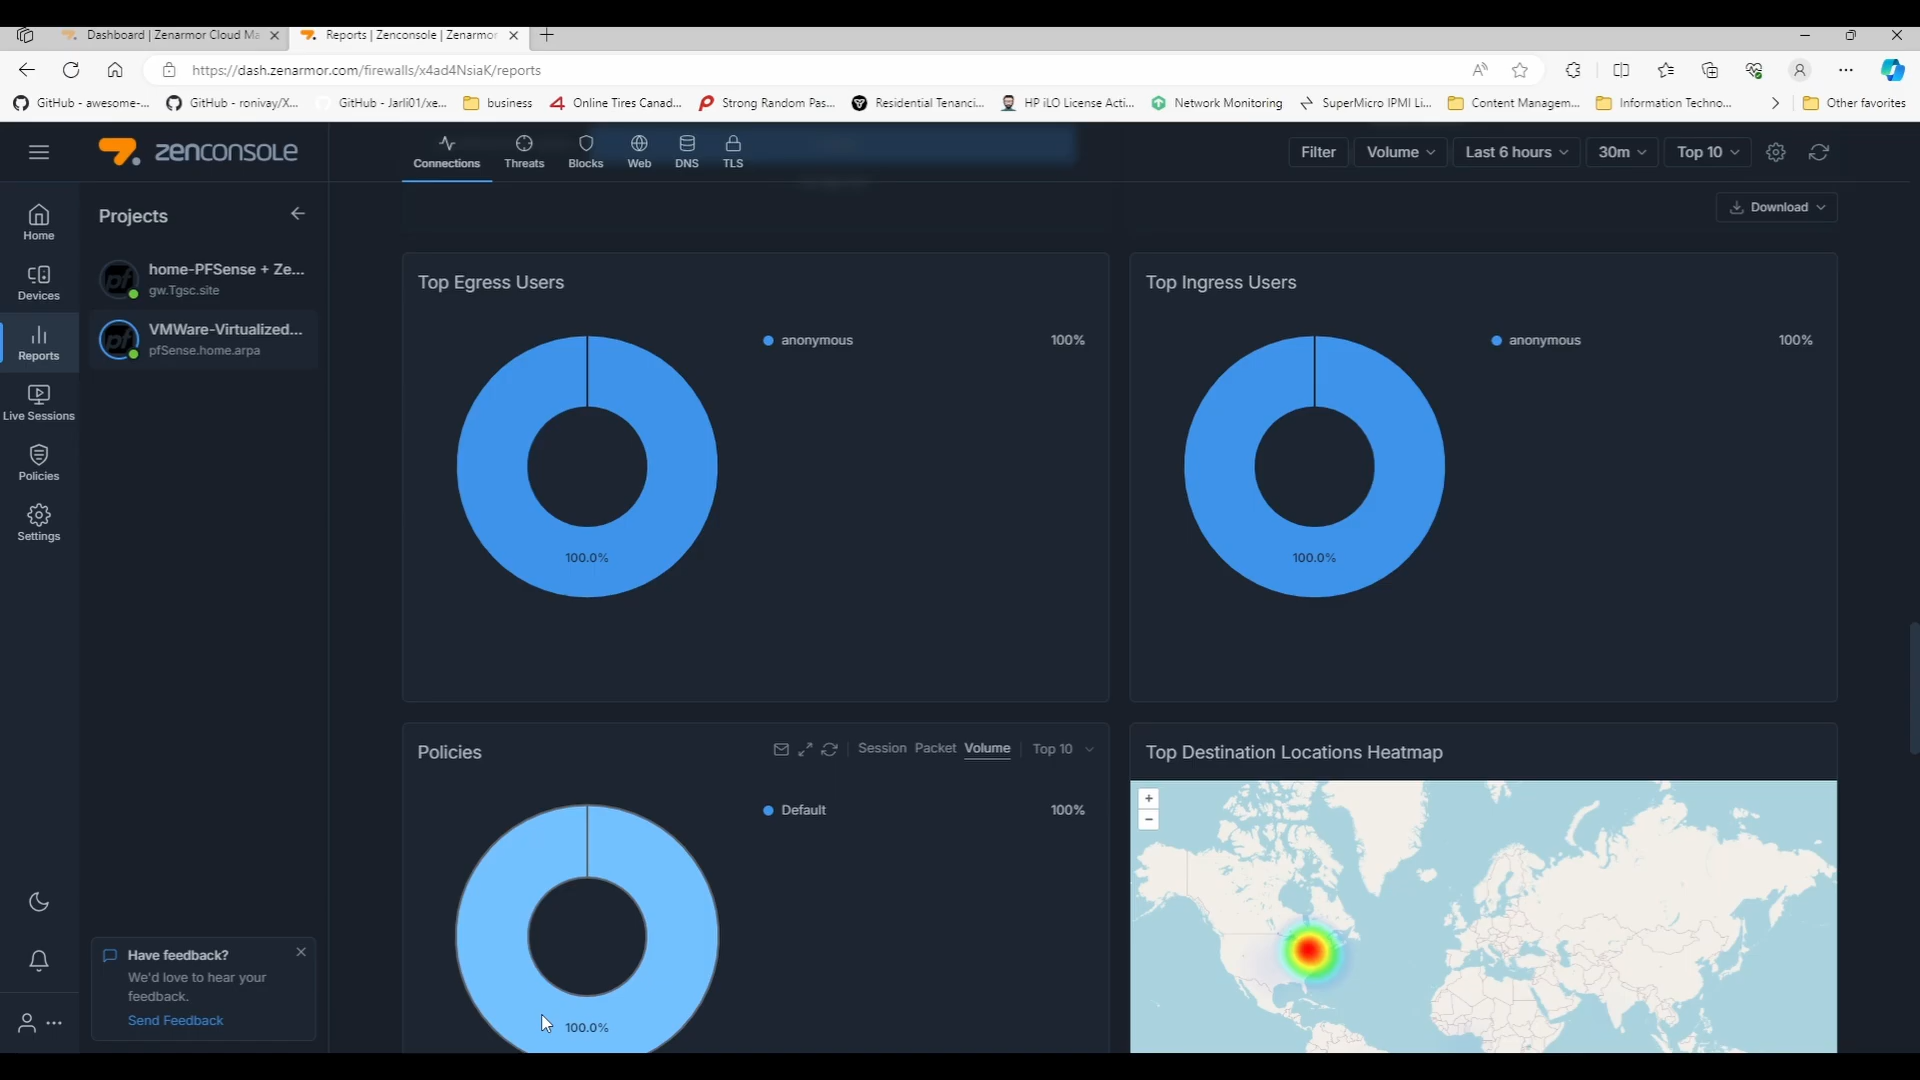 Dashboard | Zenarmor Cloud Ma
Reports | Zenconsole | Zenarmor
https://dash.zenarmor.com/firewalls/x4ad4NsiaK/reports
GitHub - awesome-...
GitHub - ronivay/X...
GitHub - Jarli01/xe...
business
Online Tires Canad...
Strong Random Pas...
Residential Tenanci...
HP iLO License Acti...
Network Monitoring
SuperMicro IPMI Li...
Content Managem...
Information Techno...
Other favorites
zenconsole
Connections
Threats
Blocks
Web
DNS
TLS
Filter
Volume
Last 6 hours
30m
Top 10
Download
Home
Devices
Reports
Live Sessions
Policies
Settings
Projects
home-PFSense + Ze...
gw.Tgsc.site
VMWare-Virtualized...
pfSense.home.arpa
Top Egress Users
anonymous 100%
100.0%
Top Ingress Users
anonymous 100%
100.0%
Policies
Session Packet Volume Top 10
Default 100%
100.0%
Top Destination Locations Heatmap
+
−
Have feedback?
We'd love to hear your
feedback.
Send Feedback